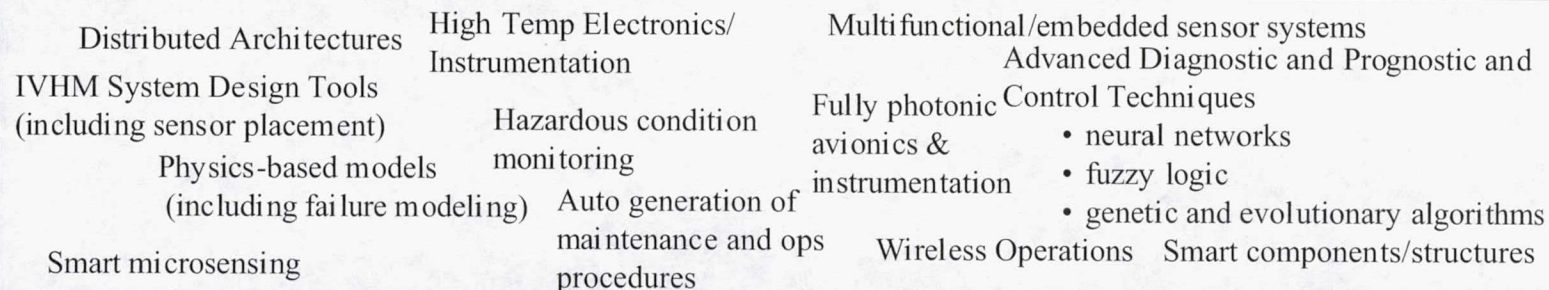 Distributed Architectures
High Temp Electronics/
Instrumentation
Multifunctional/embedded sensor systems
Advanced Diagnostic and Prognostic and
Control Techniques
• neural networks
• fuzzy logic
• genetic and evolutionary algorithms
IVHM System Design Tools
(including sensor placement)
Hazardous condition
monitoring
Fully photonic
avionics &
instrumentation
Physics-based models
(including failure modeling)
Auto generation of
maintenance and ops
procedures
Wireless Operations
Smart components/structures
Smart microsensing